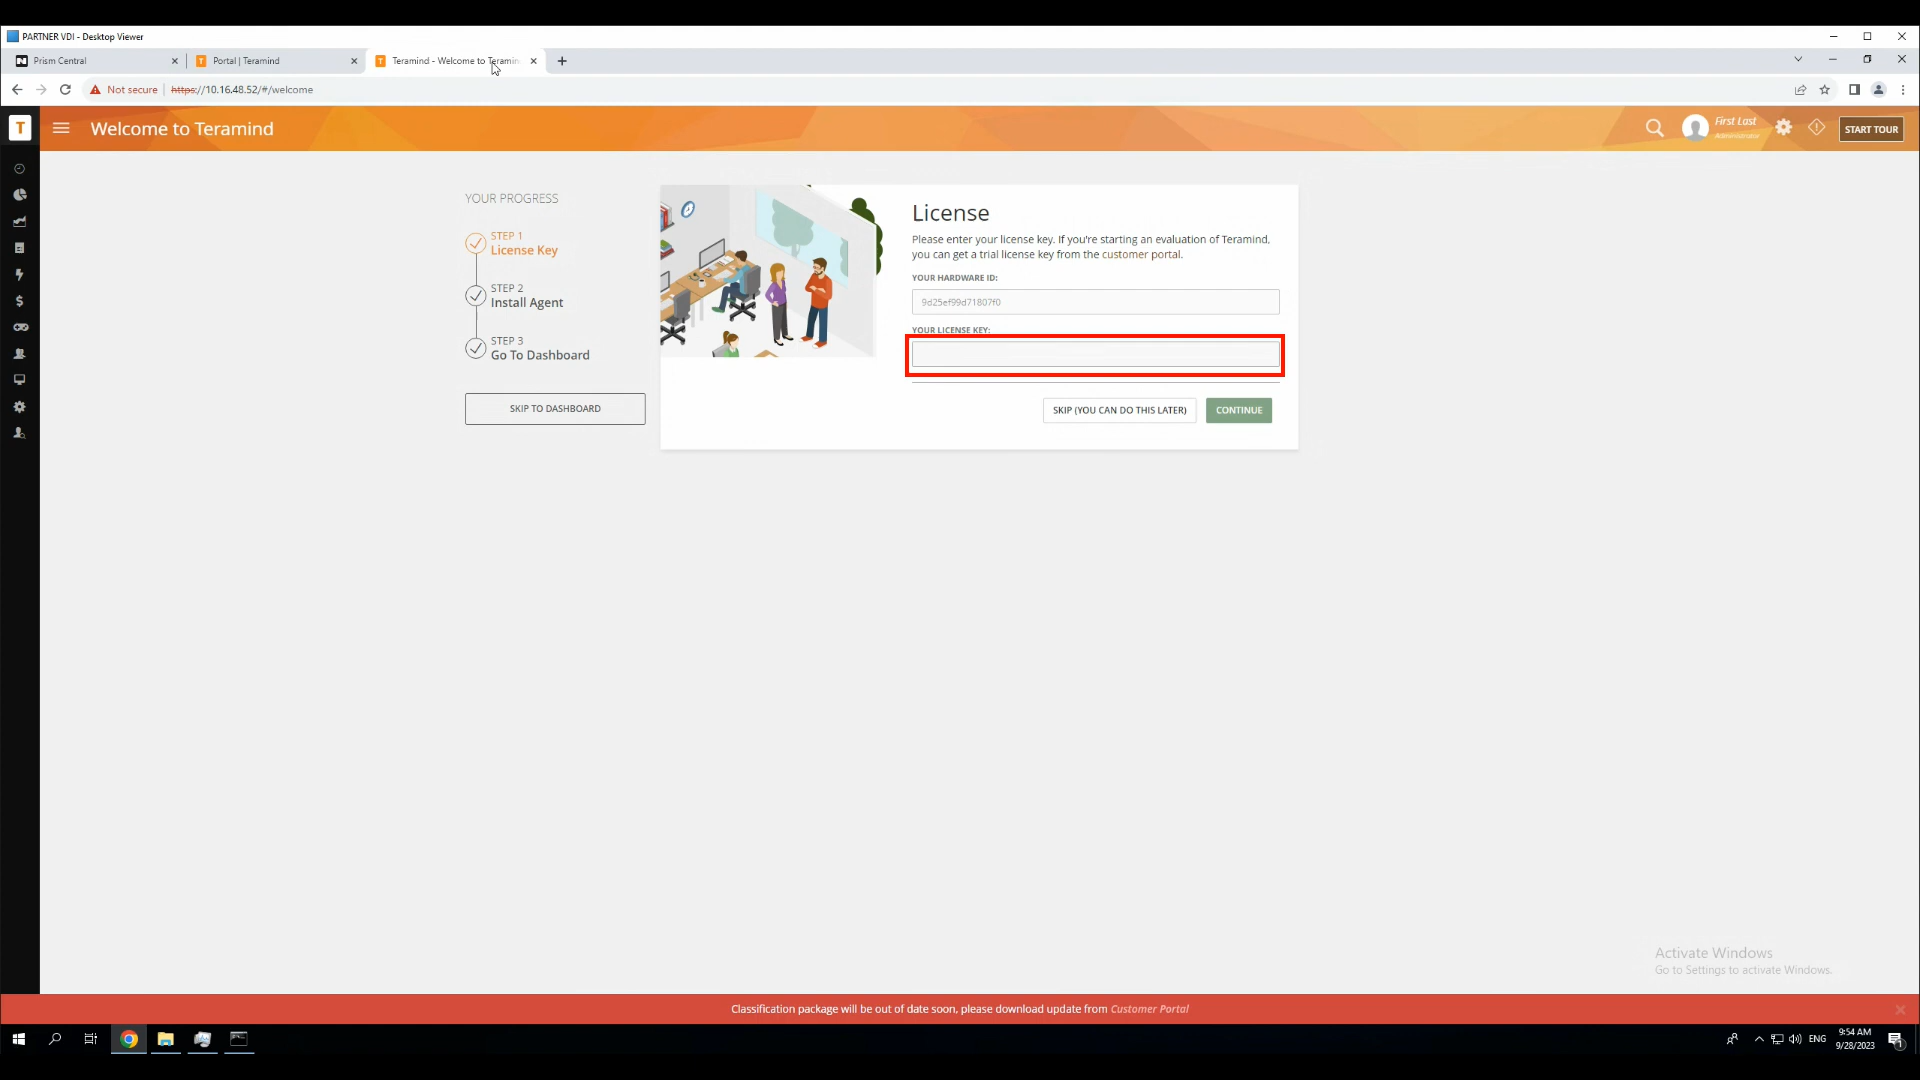 PARTNER VDI - Desktop Viewer
Prism Central
Portal | Teramind
Teramind - Welcome to Teramin
Not secure
https://10.16.48.52/#/welcome
T
Welcome to Teramind
First Last
Administrator
START TOUR
YOUR PROGRESS
STEP 1
License Key
STEP 2
Install Agent
STEP 3
Go To Dashboard
SKIP TO DASHBOARD
License
Please enter your license key. If you're starting an evaluation of Teramind,
you can get a trial license key from the customer portal.
YOUR HARDWARE ID:
9d25ef99d71807f0
YOUR LICENSE KEY:
SKIP (YOU CAN DO THIS LATER)
CONTINUE
Activate Windows
Go to Settings to activate Windows.
Classification package will be out of date soon, please download update from Customer Portal
ENG
9:54 AM
9/28/2023
1